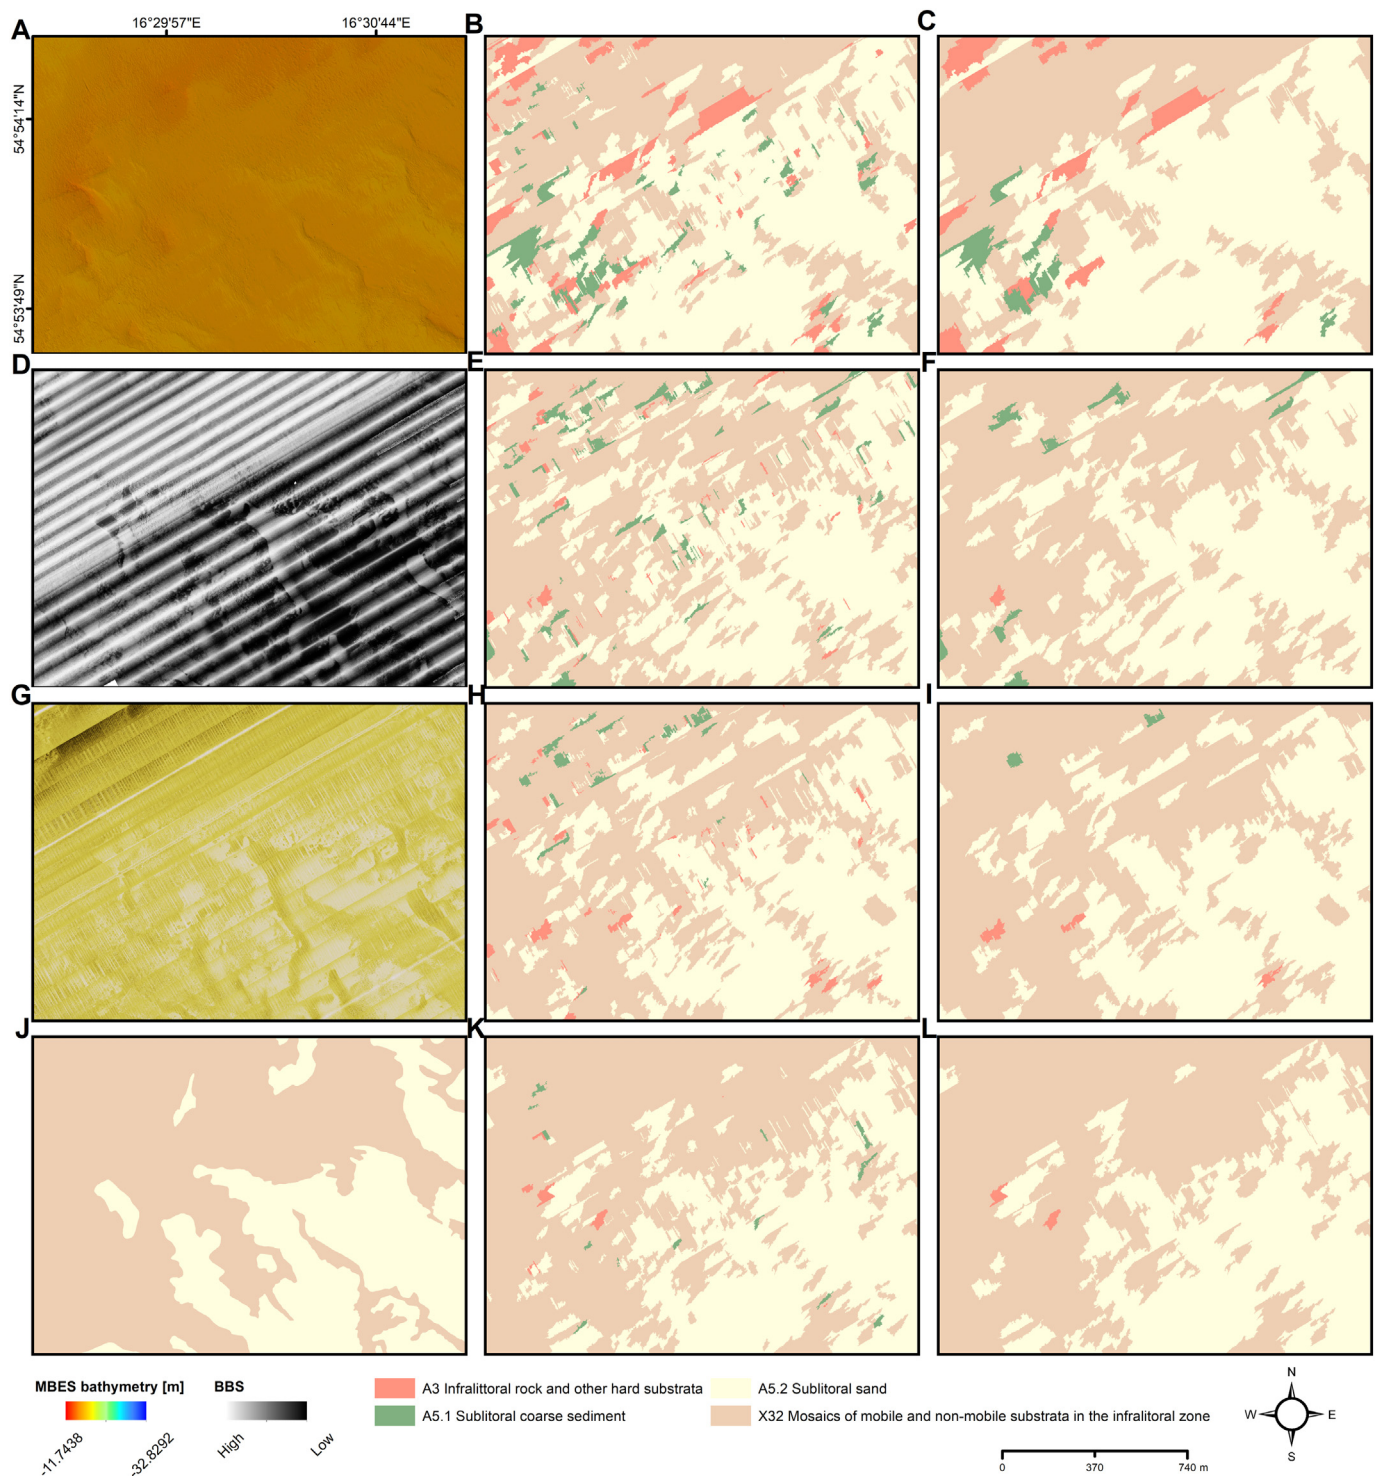 16°29'57"E 16°30'44"E
A B C
54°54'14"N
54°53'49"N
D E F
G H I
J K L
MBES bathymetry [m]
-11.7438 -32.8292
BBS
High Low
A3 Infralittoral rock and other hard substrata
A5.1 Sublitoral coarse sediment
A5.2 Sublitoral sand
X32 Mosaics of mobile and non-mobile substrata in the infralitoral zone
N
W E
S
0 370 740 m